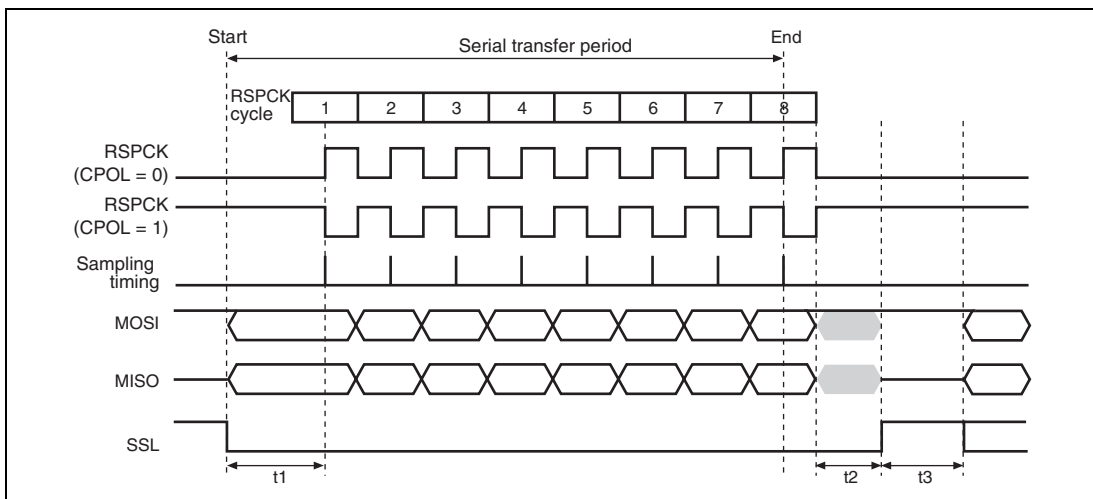 Start
Serial transfer period
End
RSPCK
cycle
1 2 3 4 5 6 7 8
RSPCK
(CPOL = 0)
RSPCK
(CPOL = 1)
Sampling
timing
MOSI
MISO
SSL
t1 t2 t3